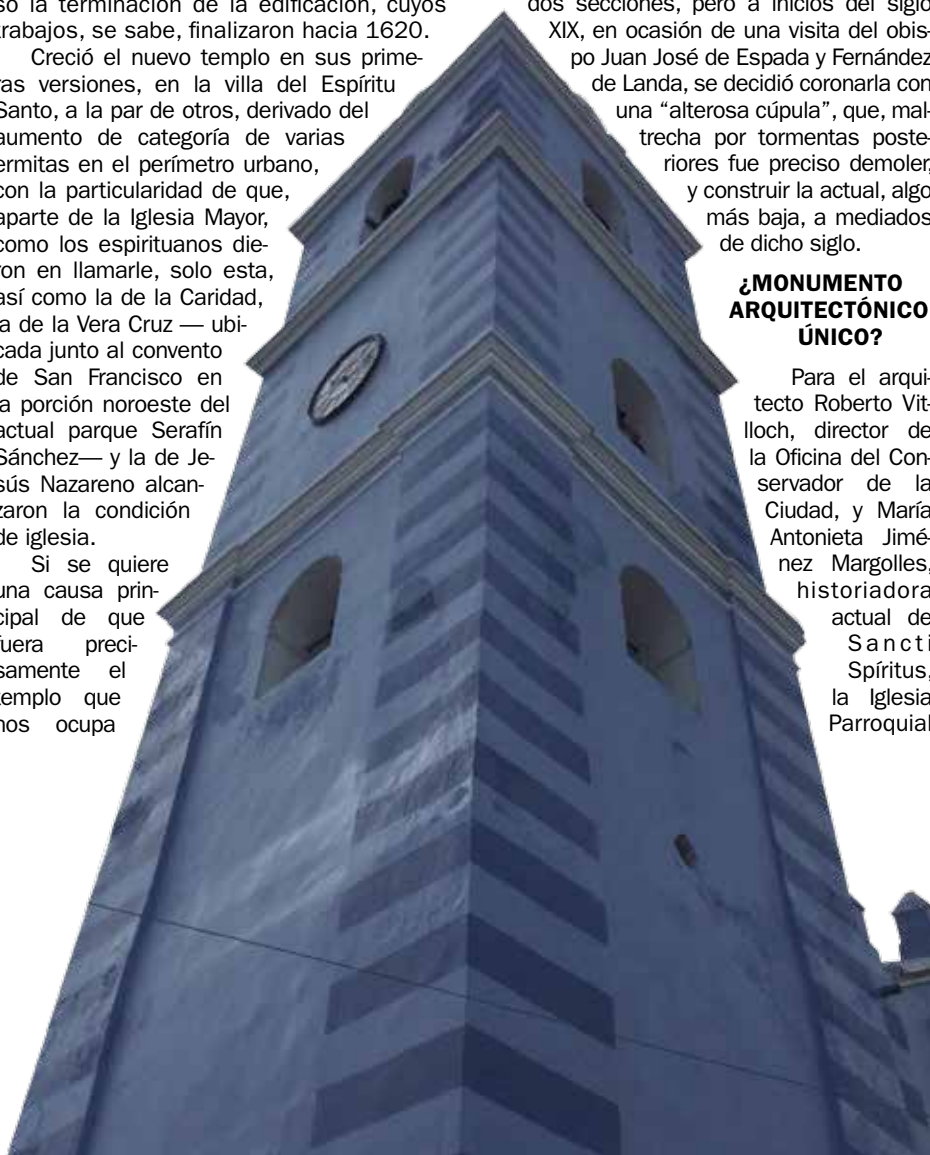 so la terminación de la edificación, cuyos
trabajos, se sabe, finalizaron hacia 1620.
Creció el nuevo templo en sus prime-
ras versiones, en la villa del Espíritu
Santo, a la par de otros, derivado del
aumento de categoría de varias
ermitas en el perímetro urbano,
con la particularidad de que,
aparte de la Iglesia Mayor,
como los espirituanos die-
ron en llamarle, solo esta,
así como la de la Caridad,
a de la Vera Cruz — ubi-
cada junto al convento
de San Francisco en
a porción noroeste del
actual parque Serafín
Sánchez— y la de Je-
sús Nazareno alcan-
zaron la condición
de iglesia.
Si se quiere
una causa prin-
cipal de que
fuera preci-
samente el
templo que
nos ocupa
dos secciones, pero a inicios del siglo
XIX, en ocasión de una visita del obis-
po Juan José de Espada y Fernández
de Landa, se decidió coronarla con
una “alterosa cúpula”, que, mal-
trecha por tormentas poste-
riores fue preciso demoler,
y construir la actual, algo
más baja, a mediados
de dicho siglo.
¿MONUMENTO
ARQUITECTÓNICO
ÚNICO?
Para el arqui-
tecto Roberto Vit-
lloch, director de
la Oficina del Con-
servador de la
Ciudad, y María
Antonieta Jimé-
nez Margolles,
historiadora
actual de
Sancti
Spíritus,
la Iglesia
Parroquial